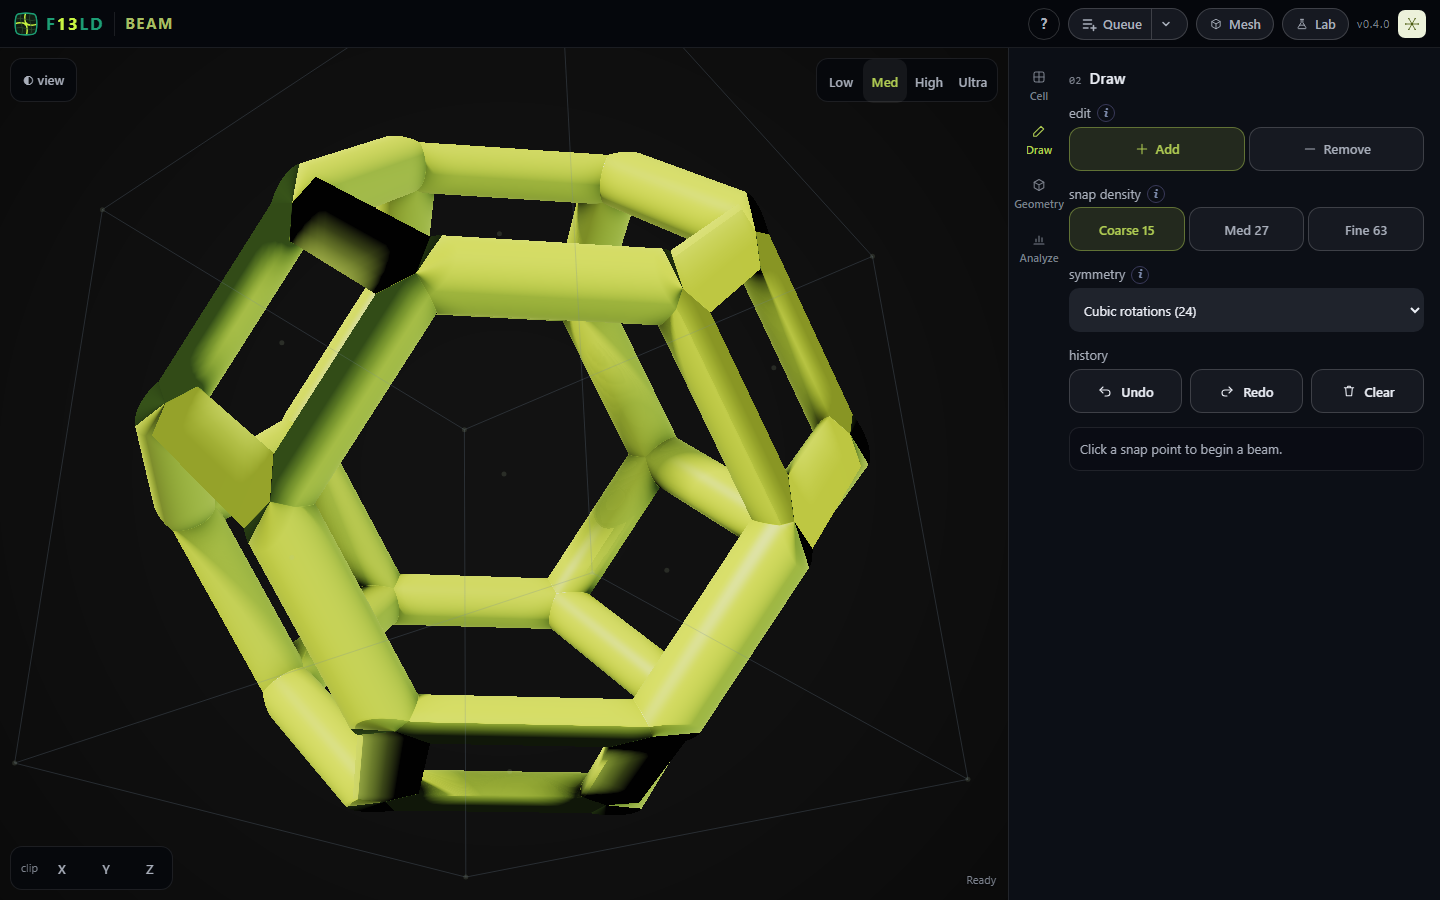 F13LD BEAM
? Queue Mesh Lab v0.4.0
view
Low Med High Ultra
Cell
Draw
Geometry
Analyze
02 Draw
edit i
+ Add
− Remove
snap density i
Coarse 15
Med 27
Fine 63
symmetry i
Cubic rotations (24)
history
Undo
Redo
Clear
Click a snap point to begin a beam.
clip X Y Z
Ready